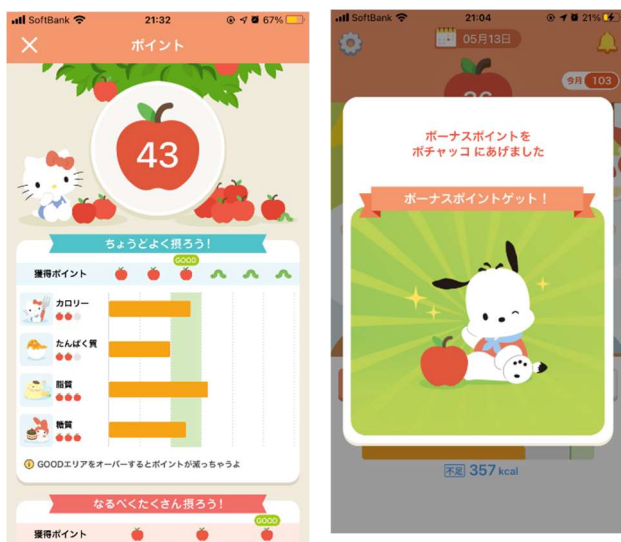 SoftBank 21:32 67%
ポイント
43
ちょうどよく摂ろう!
GOOD
獲得ポイント
カロリー
たんぱく質
脂質
糖質
GOODエリアをオーバーするとポイントが減っちゃうよ
なるべくたくさん摂ろう!
GOOD
獲得ポイント
SoftBank 21:04 21%
05月13日
今月 103
ボーナスポイントを
ポチャッコ にあげました
ボーナスポイントゲット!
不足 357 kcal